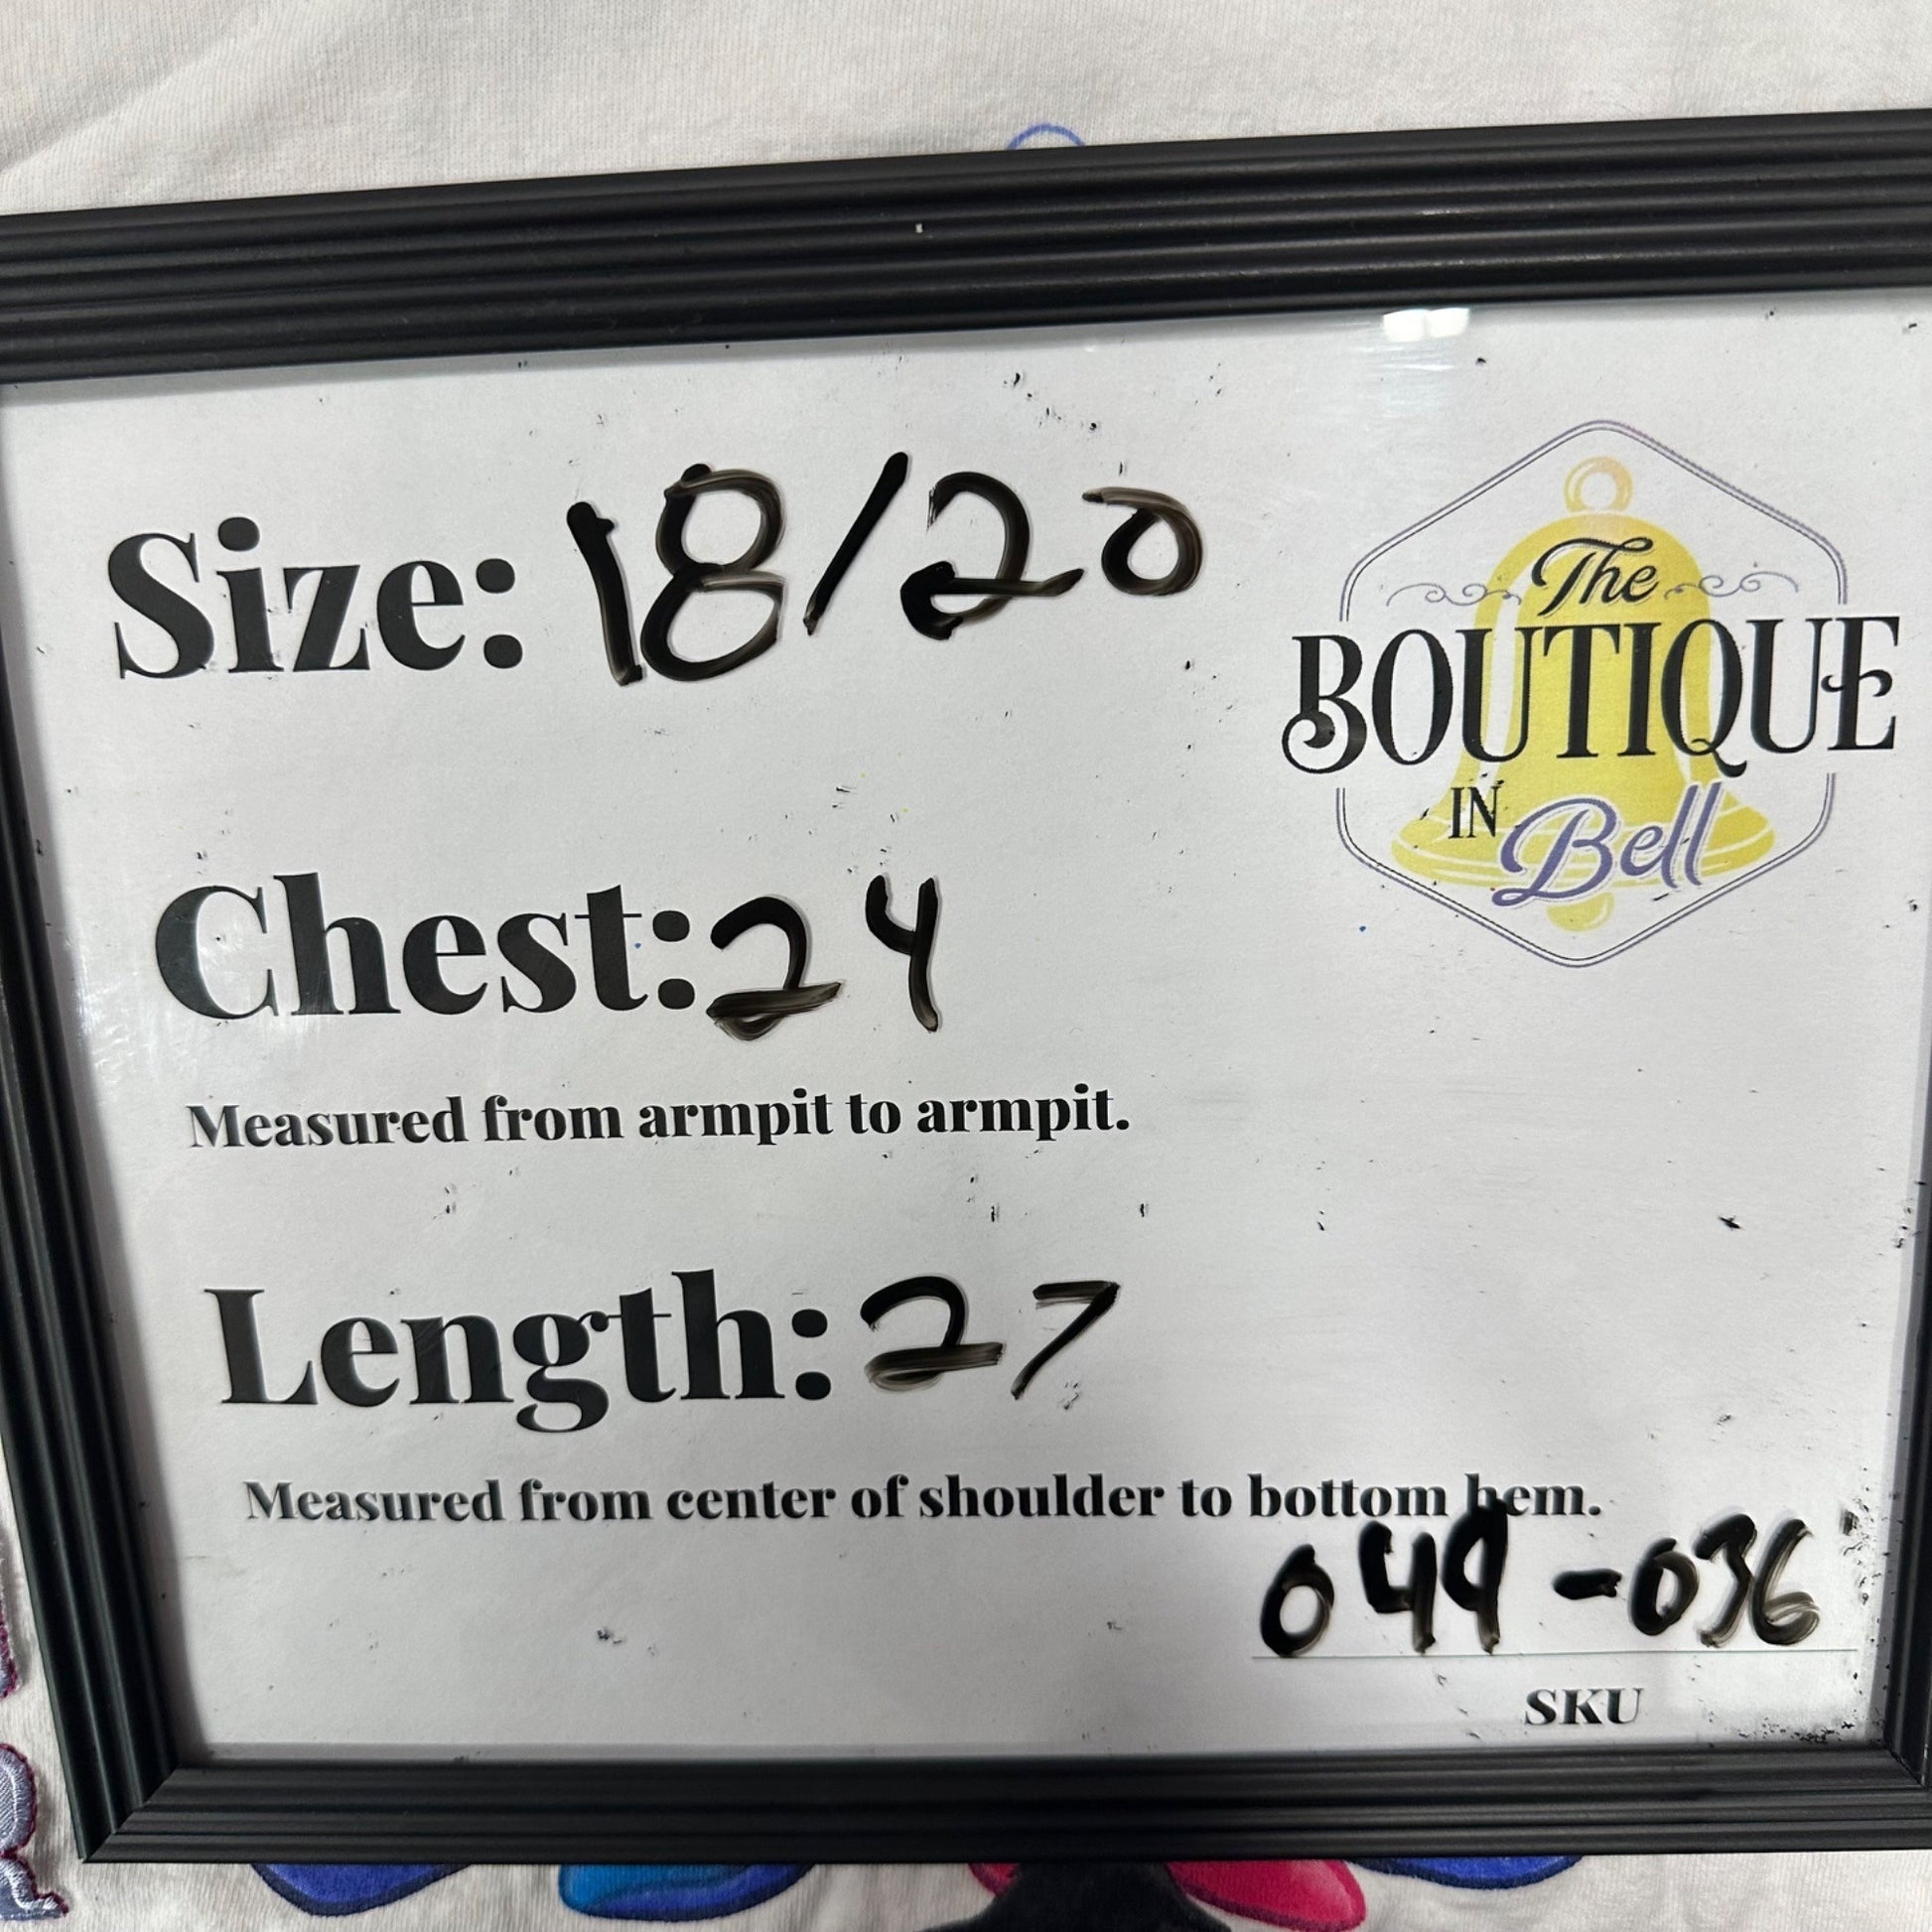 Size: 18/20
The
BOUTIQUE
IN Bell
Chest: 24
Measured from armpit to armpit.
Length: 27
Measured from center of shoulder to bottom hem.
049-036
SKU